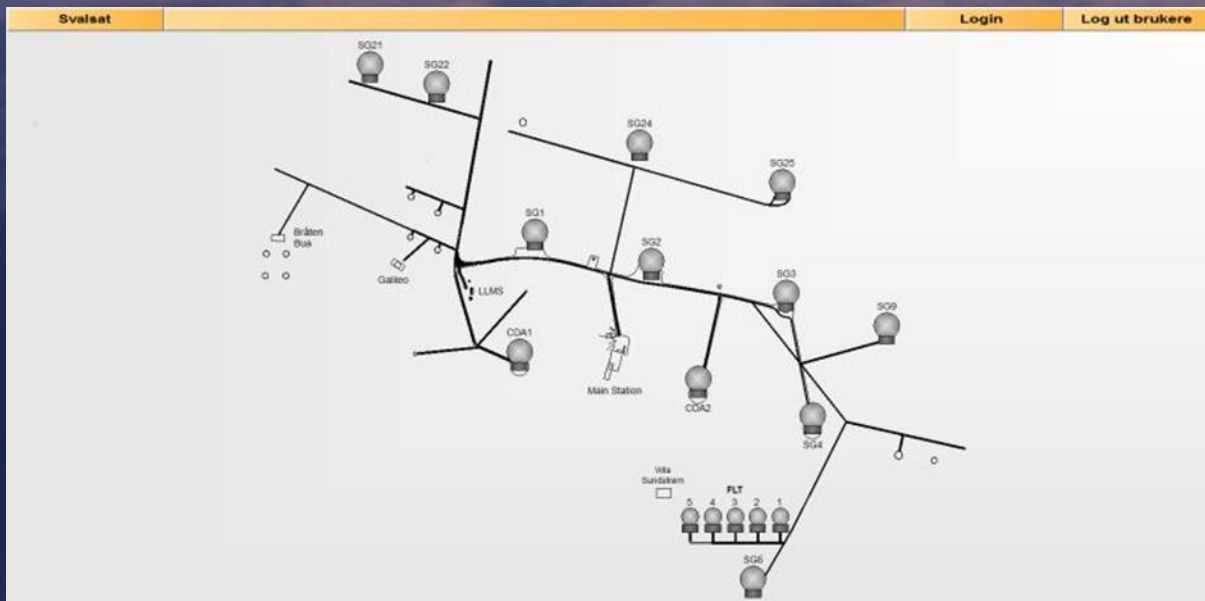 Svalsat
Login
Log ut brukere
SG21
SG22
SG24
SG25
SG1
SG2
SG3
SG9
Bråten
Bua
Galileo
LLMS
CDA1
Main Station
CDA2
SG4
Villa
Sundstrøm
FLT
5 4 3 2 1
SG6